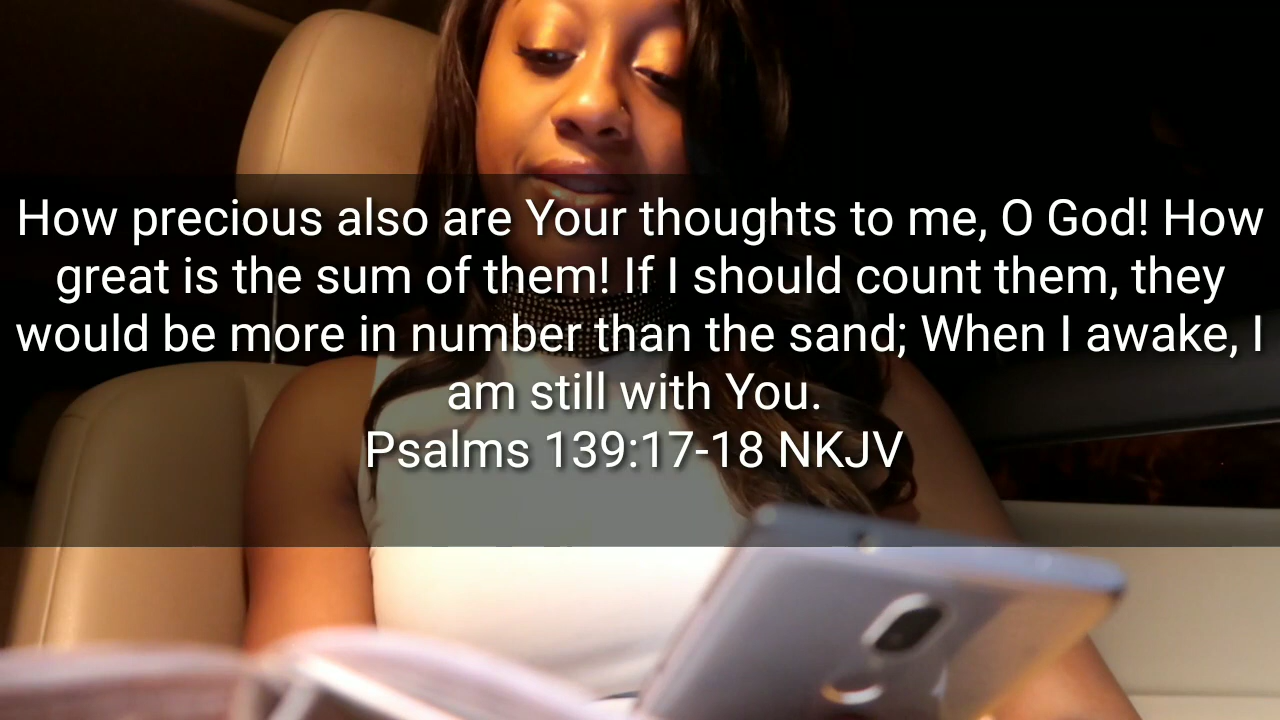 How precious also are Your thoughts to me, O God! How
great is the sum of them! If I should count them, they
would be more in number than the sand; When I awake, I
am still with You.
Psalms 139:17-18 NKJV